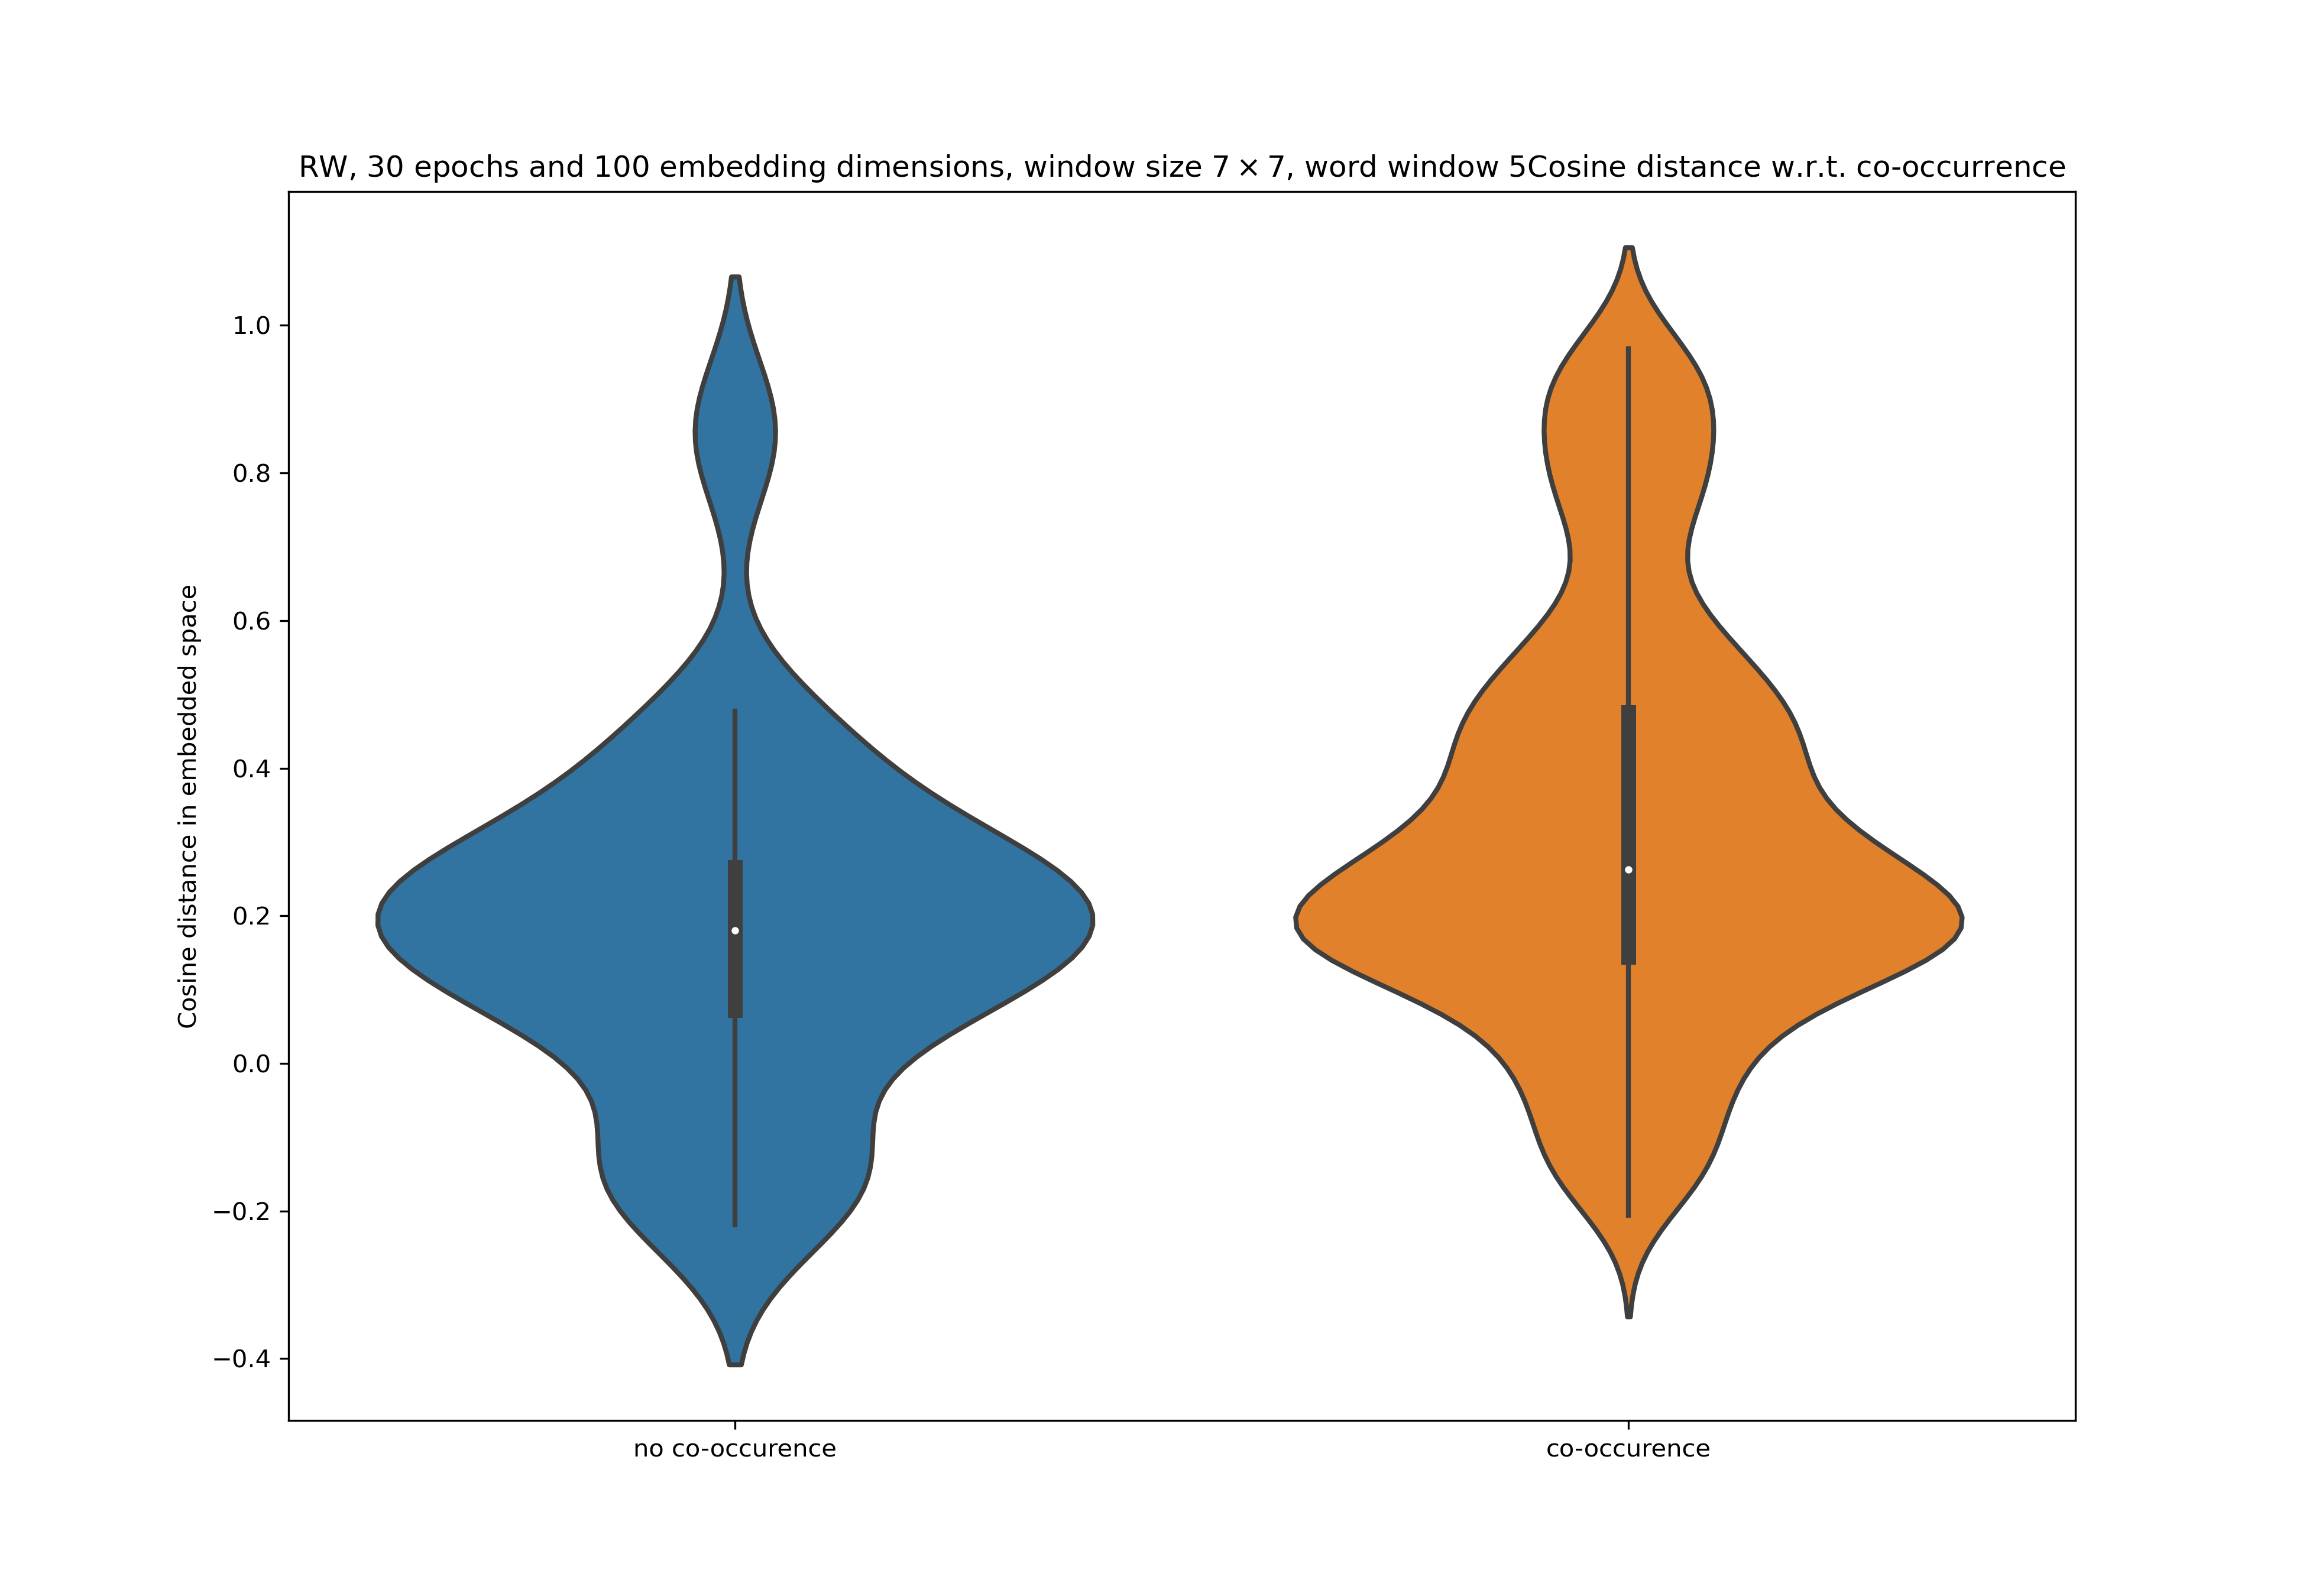 RW, 30 epochs and 100 embedding dimensions, window size 7 × 7, word window 5Cosine distance w.r.t. co-occurrence
Cosine distance in embedded space
1.0
0.8
0.6
0.4
0.2
0.0
−0.2
−0.4
no co-occurence
co-occurence